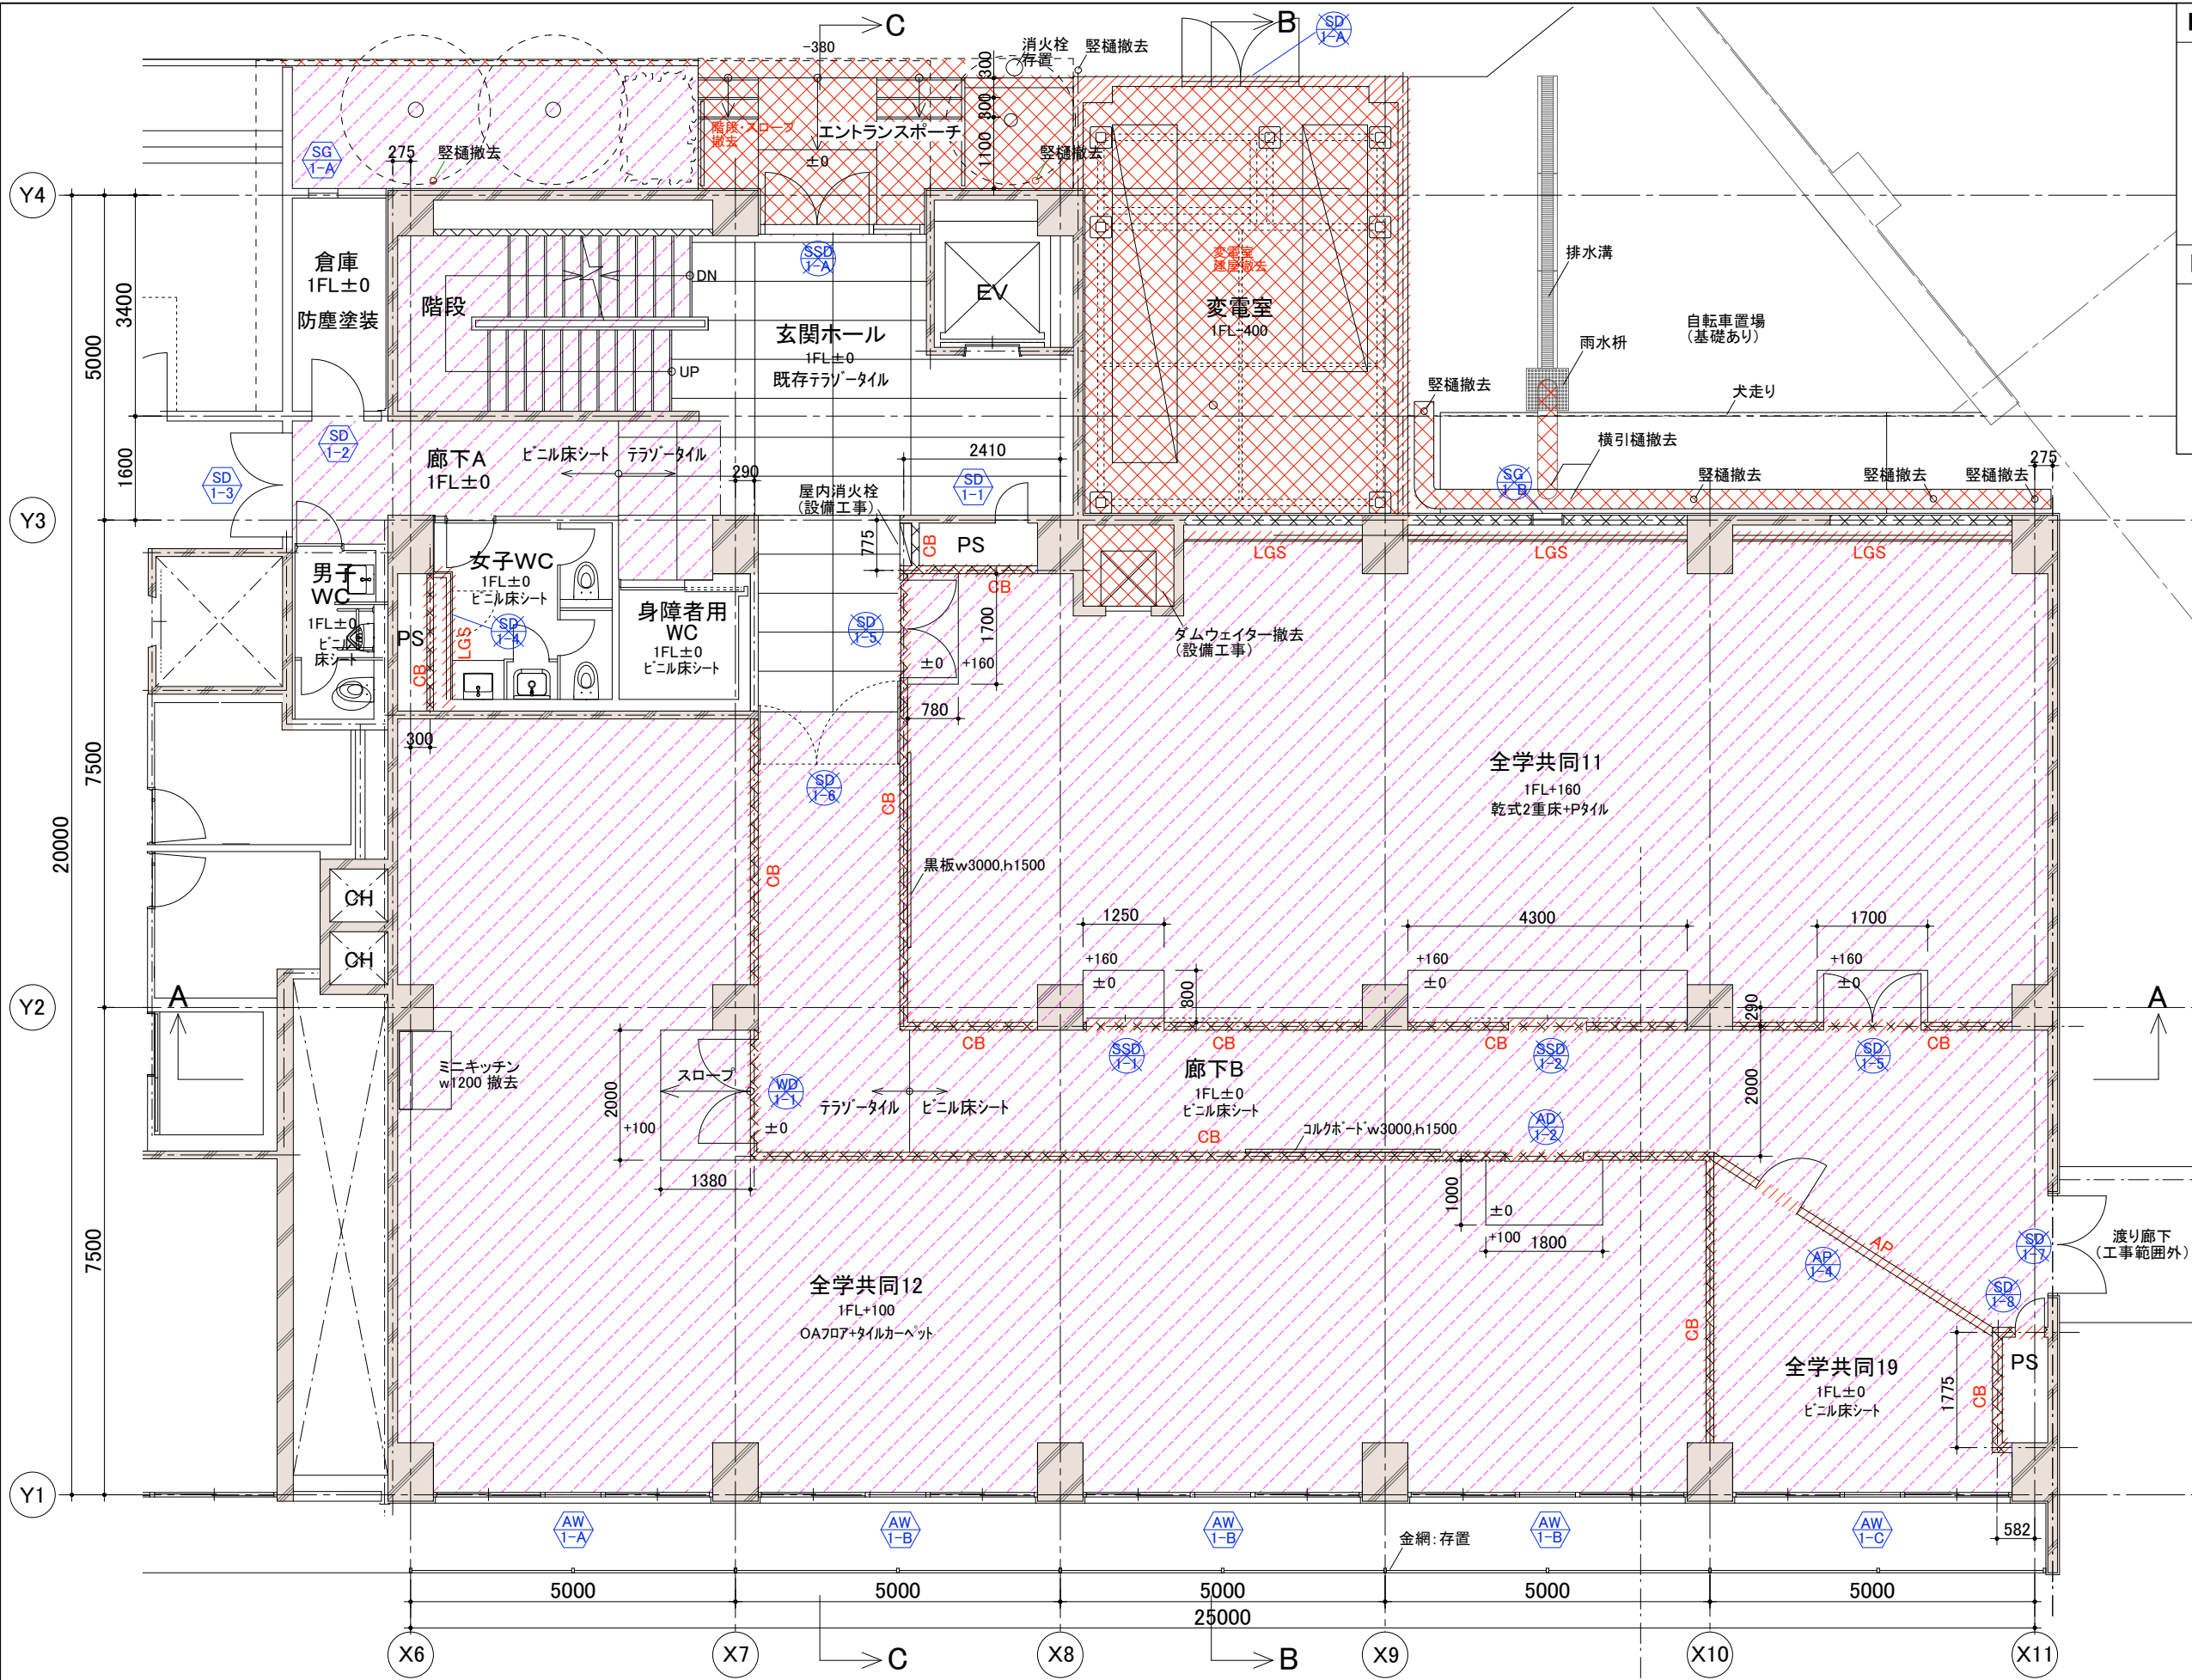 C
B
SD
1-A
-380
消火栓
存置
竪樋撤去
300
300
1100
階段・スロープ
撤去
エントランスポーチ
±0
竪樋撤去
SG
1-A
275
竪樋撤去
Y4
倉庫
1FL±0
防塵塗装
階段
DN
UP
SSD
1-A
EV
玄関ホール
1FL±0
既存テラゾータイル
変電室
建屋撤去
変電室
1FL-400
排水溝
雨水枡
自転車置場
(基礎あり)
犬走り
竪樋撤去
横引樋撤去
3400
5000
1600
SD
1-2
SD
1-3
廊下A
1FL±0
ビニル床シート
テラゾータイル
290
2410
屋内消火栓
(設備工事)
SD
1-1
SG
1-B
竪樋撤去
竪樋撤去
竪樋撤去
275
Y3
男子
WC
1FL±0
ビニル
床シート
PS
CB
LGS
女子WC
1FL±0
ビニル床シート
SD
1-4
身障者用
WC
1FL±0
ビニル床シート
775
CB
PS
CB
SD
1-5
1700
±0
+160
780
LGS
LGS
LGS
ダムウェイター撤去
(設備工事)
300
SD
1-6
CB
CB
全学共同11
1FL+160
乾式2重床+Pタイル
7500
20000
黒板w3000,h1500
CH
CH
1250
4300
1700
+160
±0
800
+160
±0
+160
±0
290
A
A
Y2
ミニキッチン
w1200 撤去
2000
スロープ
+100
±0
1380
WD
1-1
テラゾータイル
ビニル床シート
CB
SSD
1-1
CB
廊下B
1FL±0
ビニル床シート
CB
SSD
1-2
SD
1-5
CB
2000
CB
コルクボードw3000,h1500
AD
1-2
1000
±0
+100
1800
7500
AP
AP
1-4
SD
1-7
SD
1-8
渡り廊下
(工事範囲外)
全学共同12
1FL+100
OAフロア+タイルカーペット
CB
全学共同19
1FL±0
ビニル床シート
1775
CB
PS
Y1
AW
1-A
AW
1-B
AW
1-B
AW
1-B
AW
1-C
582
金網：存置
5000
5000
5000
5000
5000
25000
X6
X7
X8
X9
X10
X11
C
B